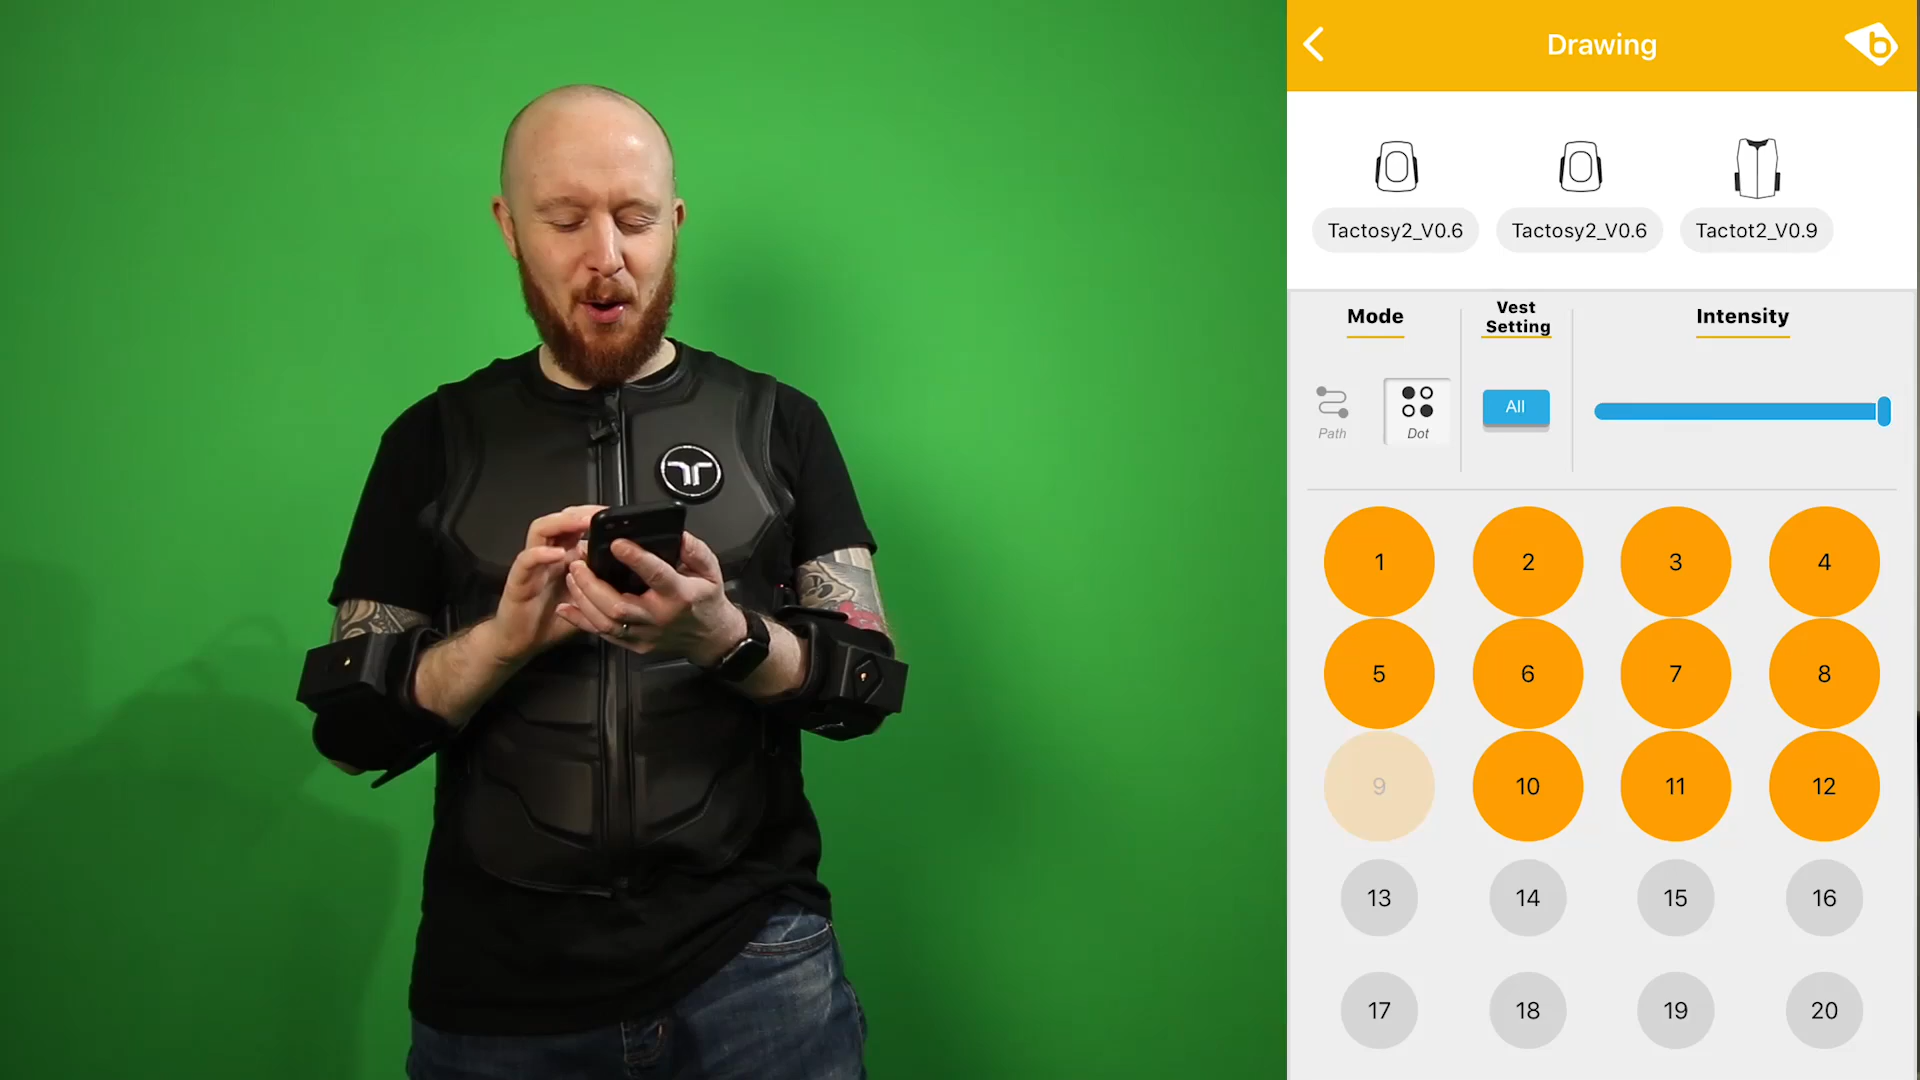 Drawing
b
Tactosy2_V0.6
Tactosy2_V0.6
Tactot2_V0.9
Mode
Vest
Setting
Intensity
Path
Dot
All
1 2 3 4
5 6 7 8
9 10 11 12
13 14 15 16
17 18 19 20